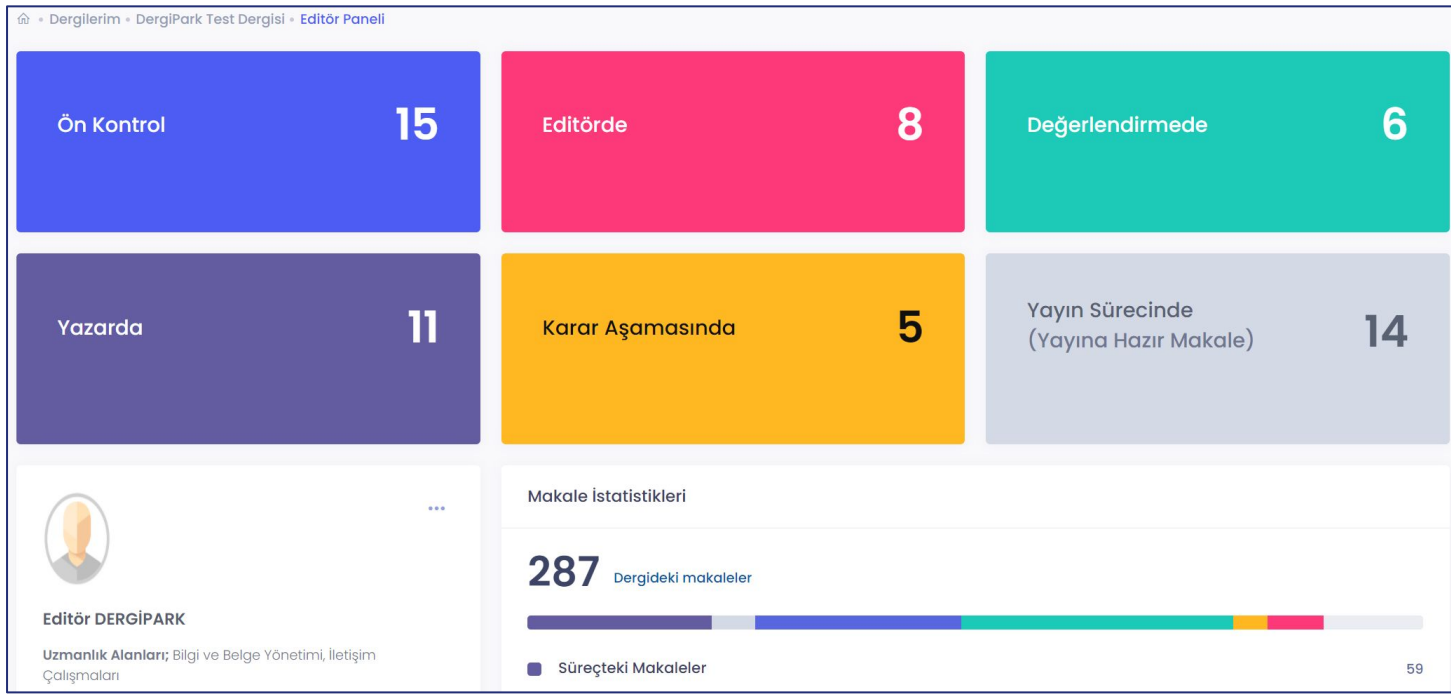 Dergilerim • DergiPark Test Dergisi • Editör Paneli
Ön Kontrol 15
Editörde 8
Değerlendirmede 6
Yazarda 11
Karar Aşamasında 5
Yayın Sürecinde
(Yayına Hazır Makale) 14
Editör DERGİPARK
Uzmanlık Alanları; Bilgi ve Belge Yönetimi, İletişim
Çalışmaları
Makale İstatistikleri
287 Dergideki makaleler
Süreçteki Makaleler 59